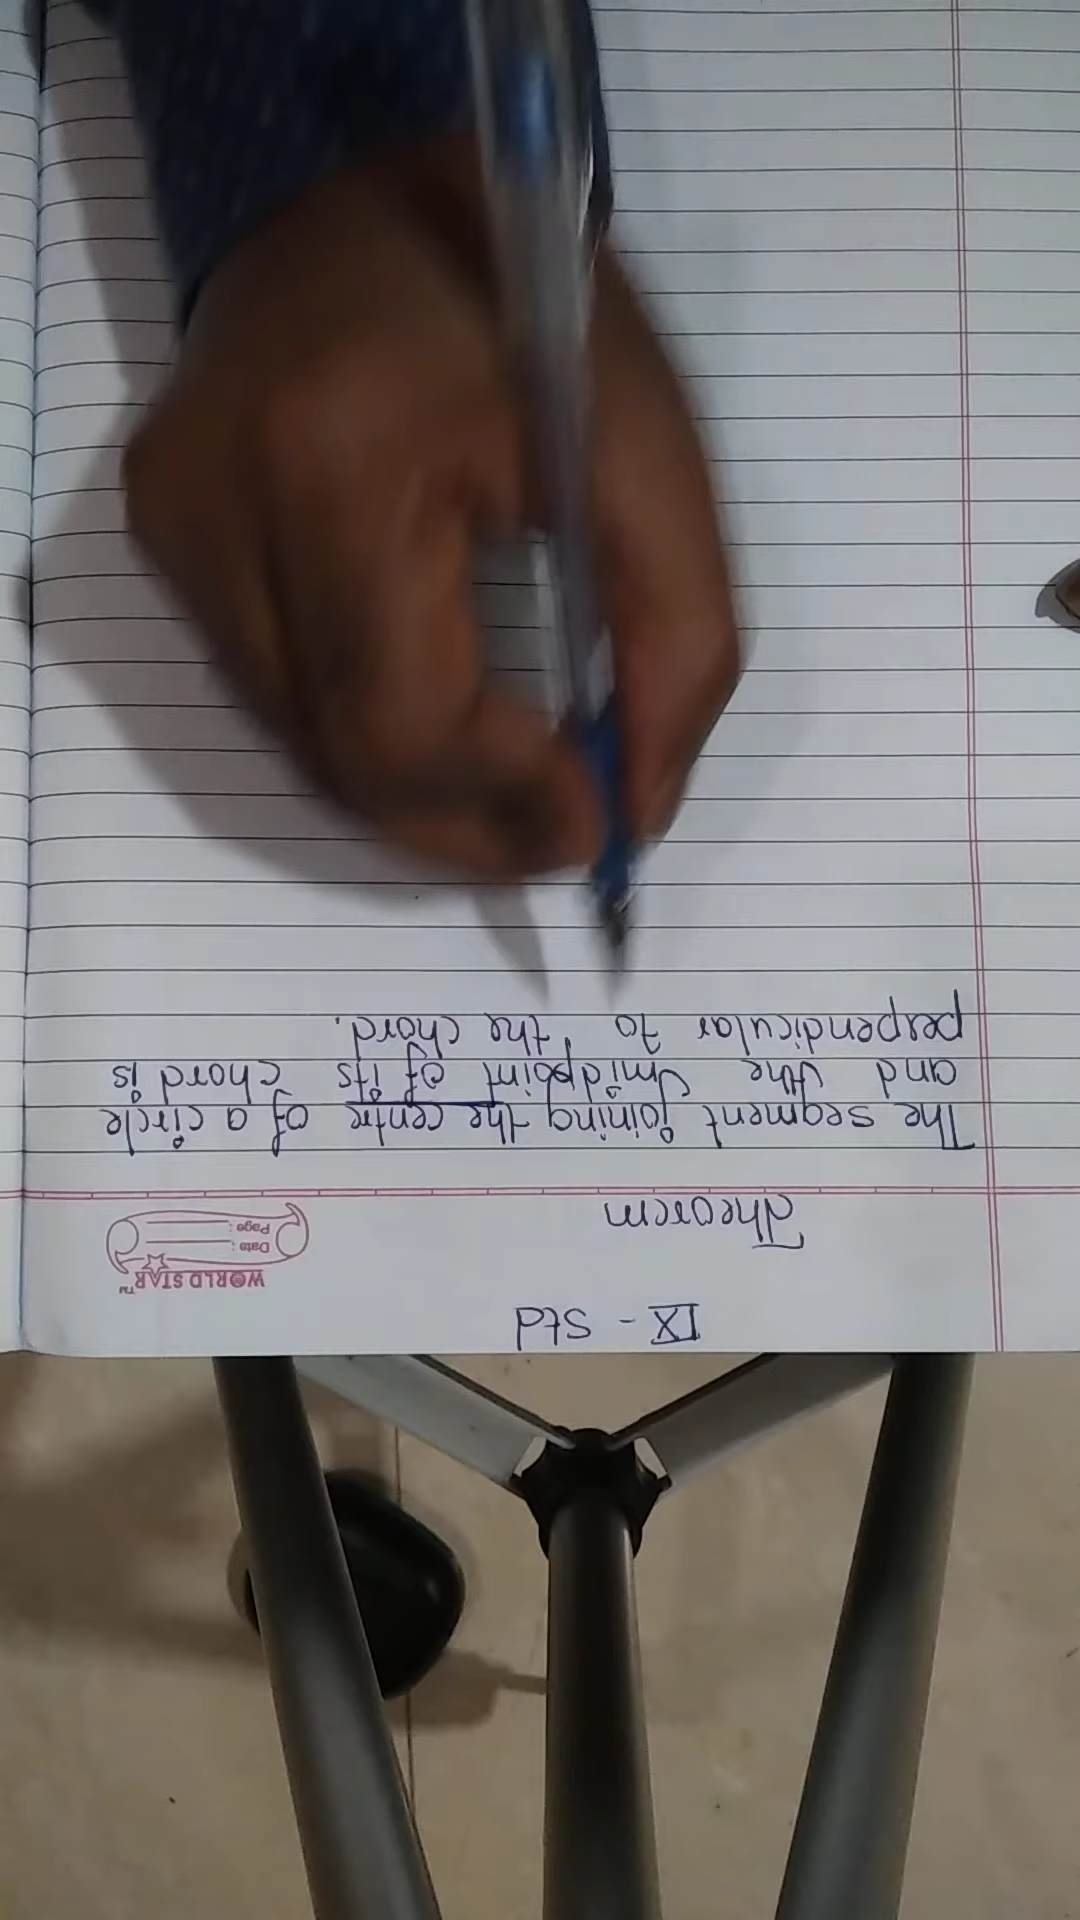 IX - Std
WORLD STAR™
Date :
Page :
Theorem
The segment joining the centre of a circle
and the midpoint of its chord is
perpendicular to the chord.